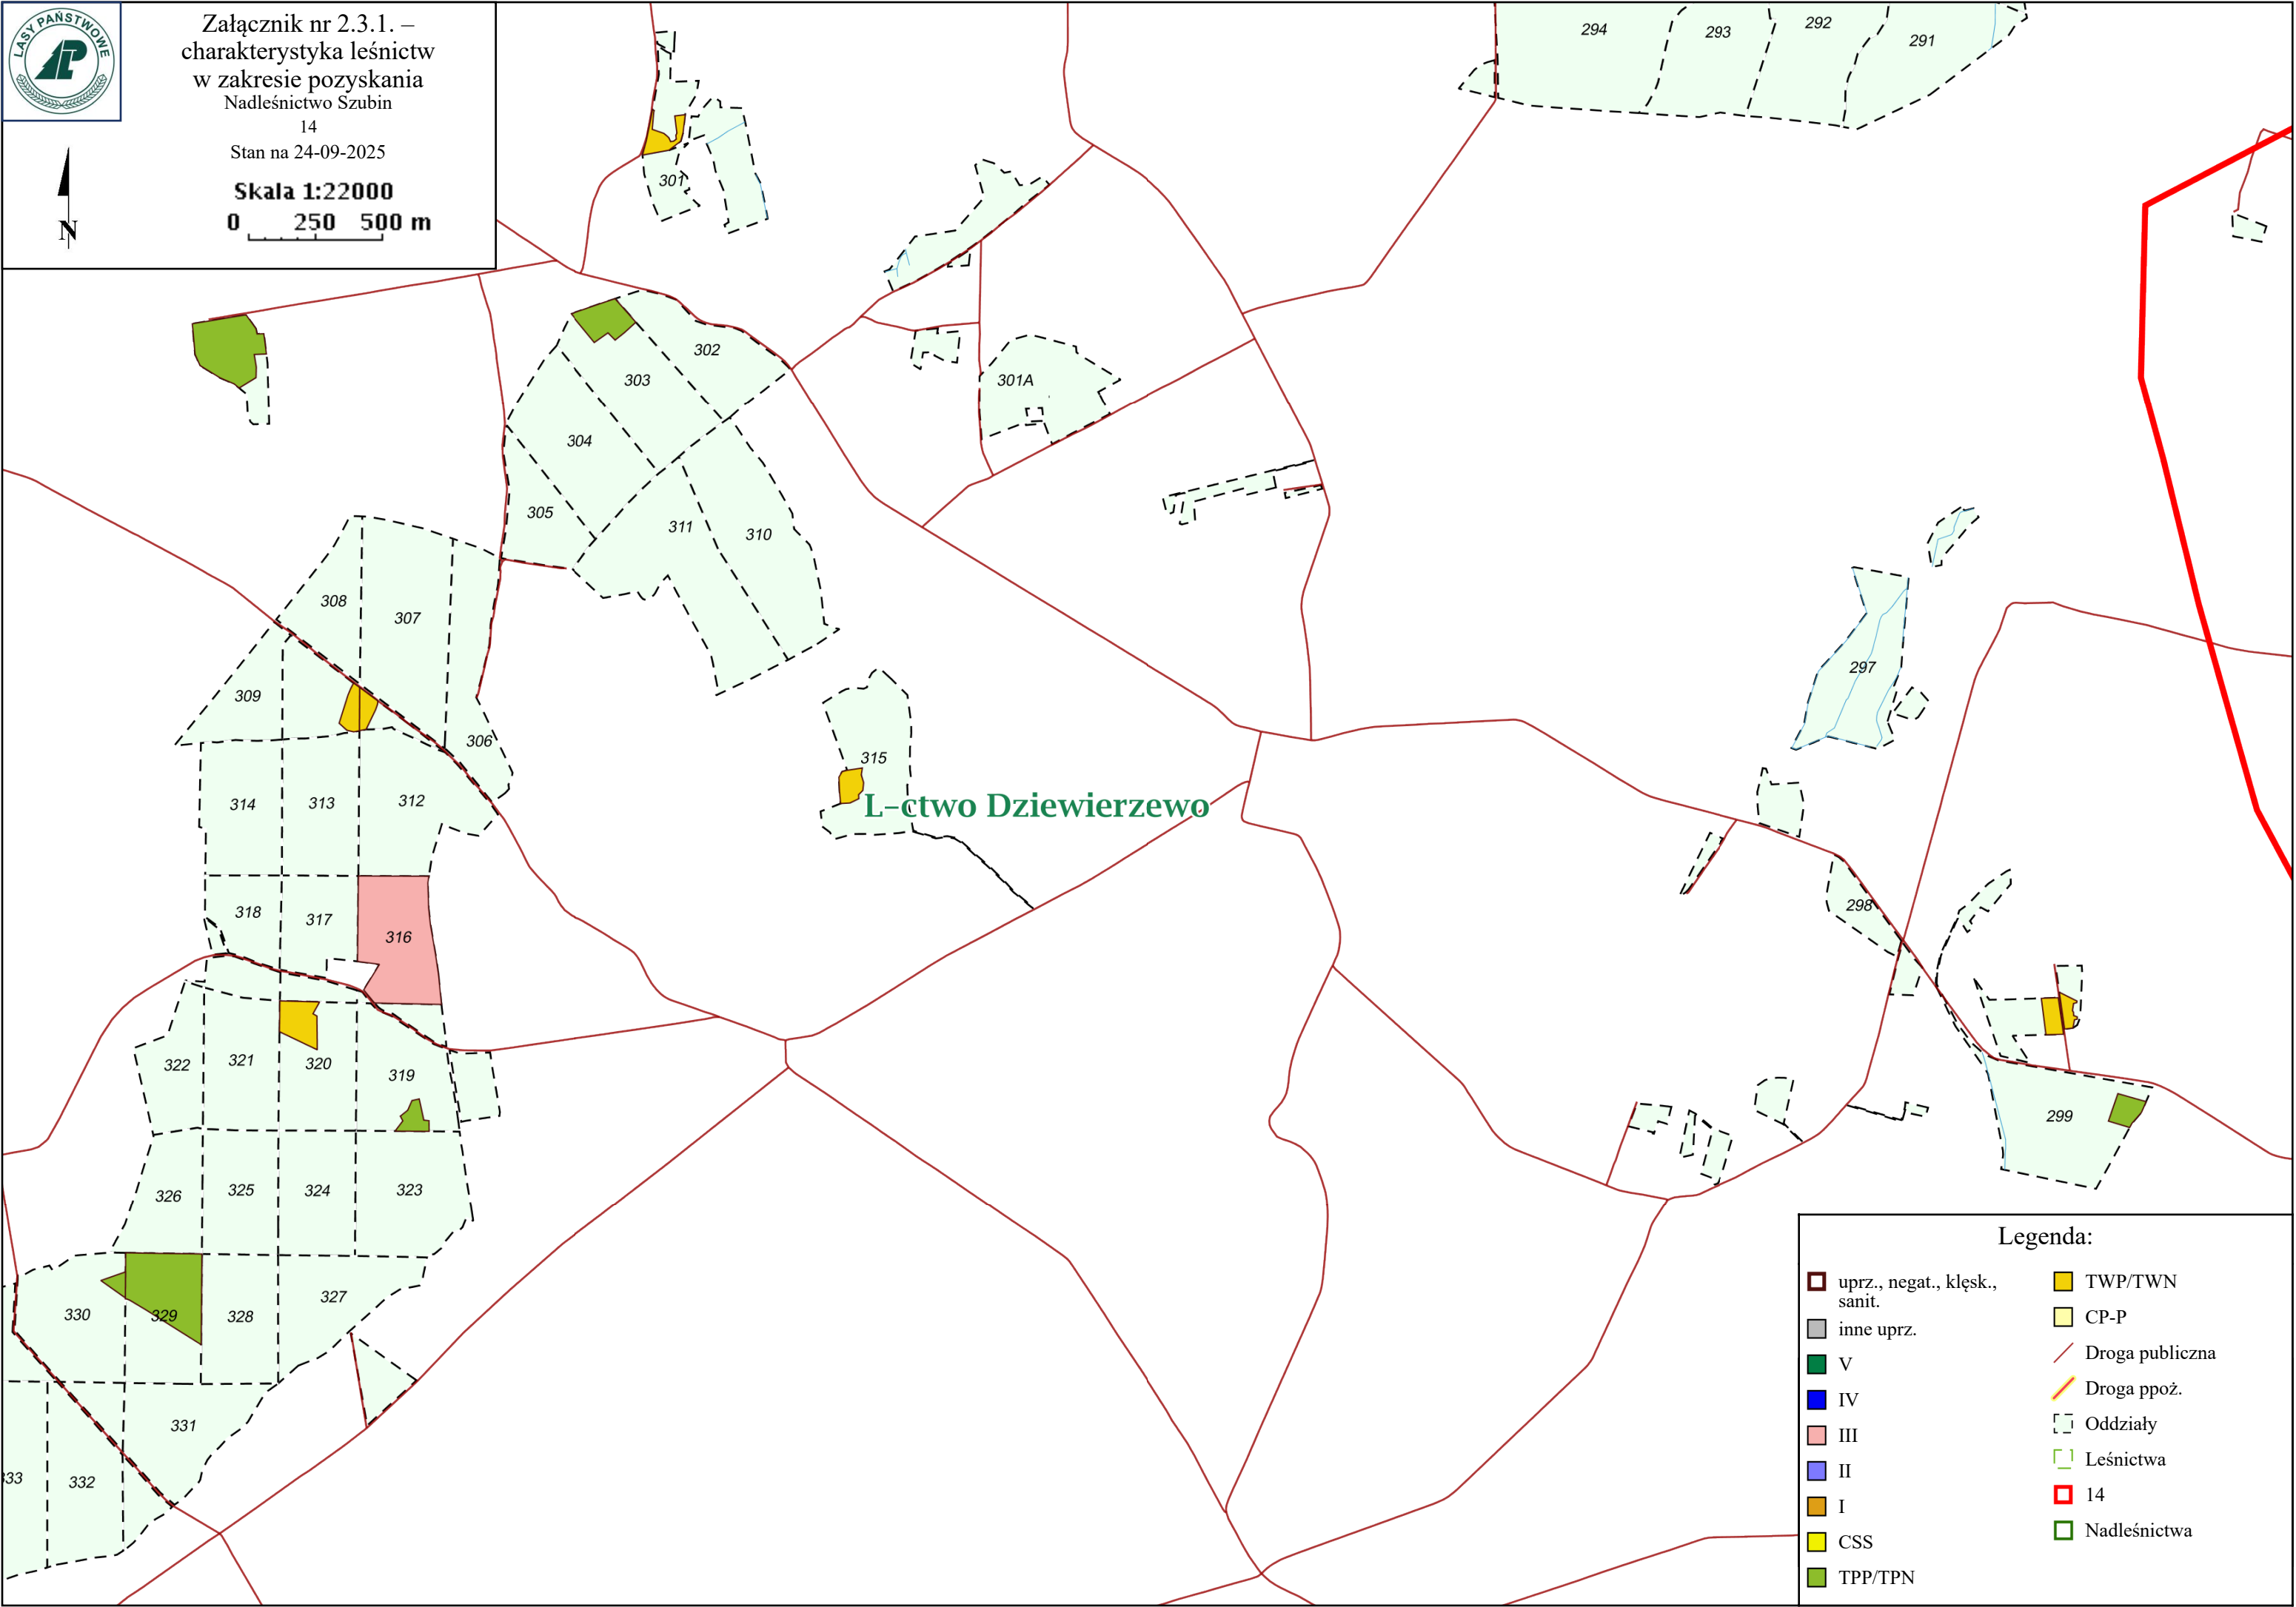 LASY PAŃSTWOWE
Załącznik nr 2.3.1. –
charakterystyka leśnictw
w zakresie pozyskania
Nadleśnictwo Szubin
14
Stan na 24-09-2025
Skala 1:22000
0 250 500 m
N
294
293
292
291
301
302
303
301A
304
305
311
310
308
307
297
309
306
315
314
313
312
L-ctwo Dziewierzewo
298
318
317
316
322
321
320
319
299
326
325
324
323
330
329
328
327
331
332
33
Legenda:
uprz., negat., klęsk.,
sanit.
inne uprz.
V
IV
III
II
I
CSS
TPP/TPN
TWP/TWN
CP-P
Droga publiczna
Droga ppoż.
Oddziały
Leśnictwa
14
Nadleśnictwa